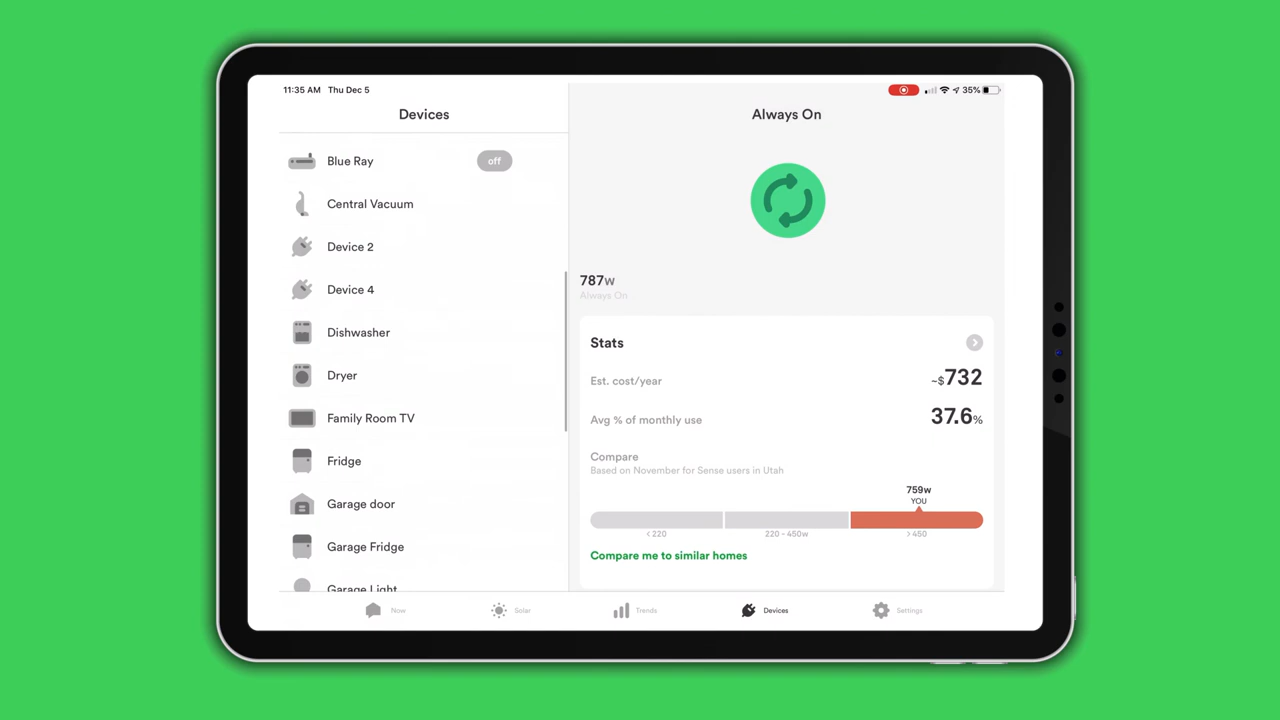 11:35 AM Thu Dec 5
35%
Devices
Blue Ray
off
Central Vacuum
Device 2
Device 4
Dishwasher
Dryer
Family Room TV
Fridge
Garage door
Garage Fridge
Garage Light
Always On
787w
Always On
Stats
Est. cost/year
~$732
Avg % of monthly use
37.6%
Compare
Based on November for Sense users in Utah
759w
YOU
< 220
220 - 450w
> 450
Compare me to similar homes
Now
Solar
Trends
Devices
Settings